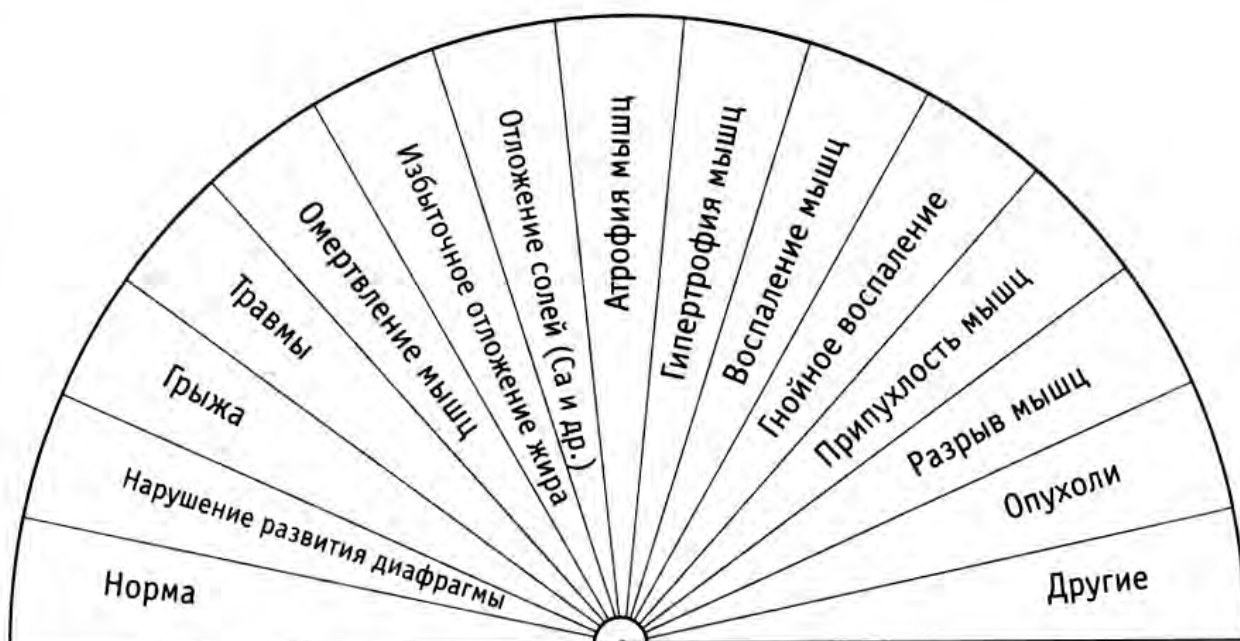 Норма
Нарушение развития диафрагмы
Грыжа
Травмы
Омертвление мышц
Избыточное отложение жира
Отложение солей (Ca и др.)
Атрофия мышц
Гипертрофия мышц
Воспаление мышц
Гнойное воспаление
Припухлость мышц
Разрыв мышц
Опухоли
Другие